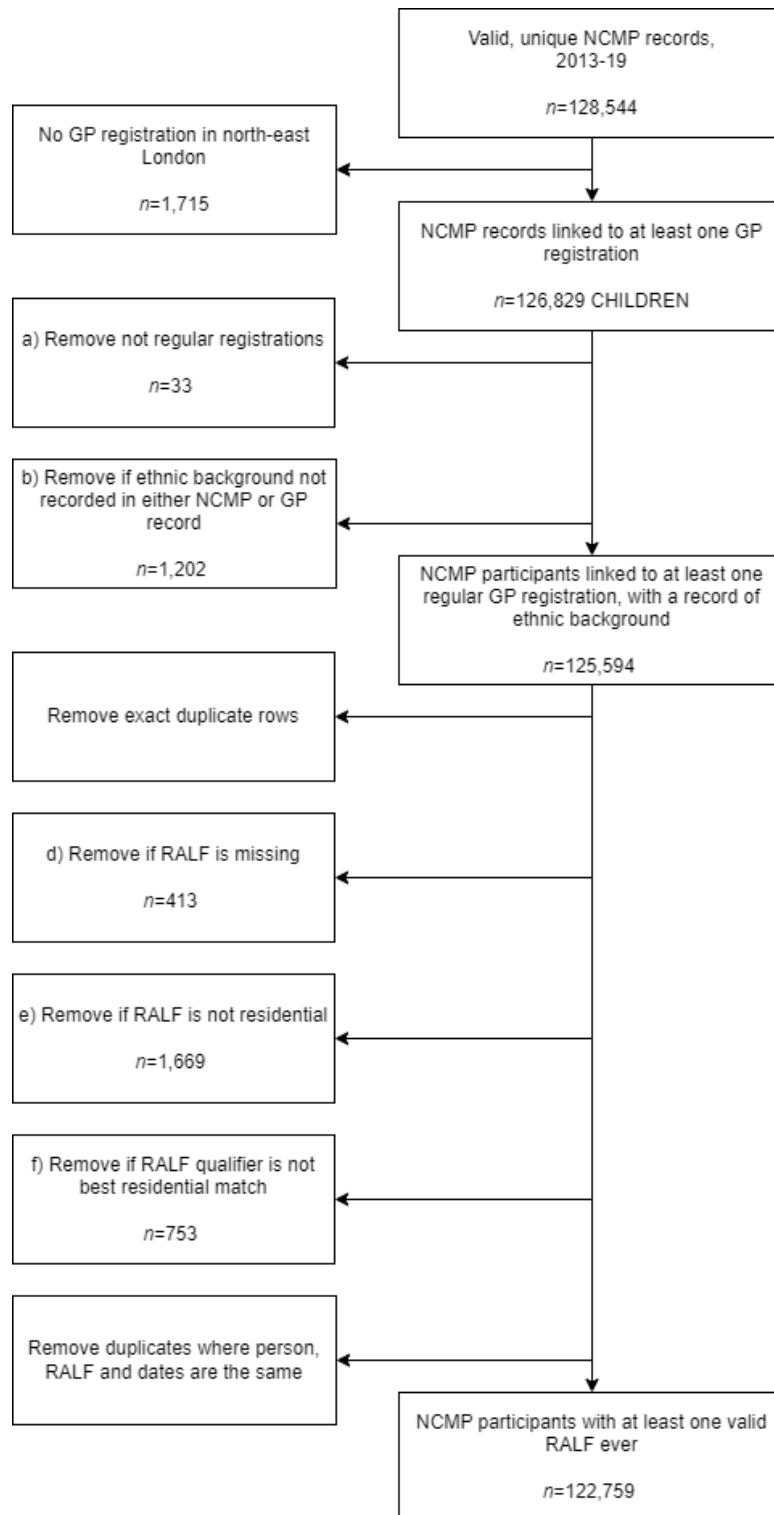 Valid, unique NCMP records,
2013-19
n=128,544
No GP registration in north-east
London
n=1,715
NCMP records linked to at least one GP
registration
n=126,829 CHILDREN
a) Remove not regular registrations
n=33
b) Remove if ethnic background not
recorded in either NCMP or GP
record
n=1,202
NCMP participants linked to at least one
regular GP registration, with a record of
ethnic background
n=125,594
Remove exact duplicate rows
d) Remove if RALF is missing
n=413
e) Remove if RALF is not residential
n=1,669
f) Remove if RALF qualifier is not
best residential match
n=753
Remove duplicates where person,
RALF and dates are the same
NCMP participants with at least one valid
RALF ever
n=122,759